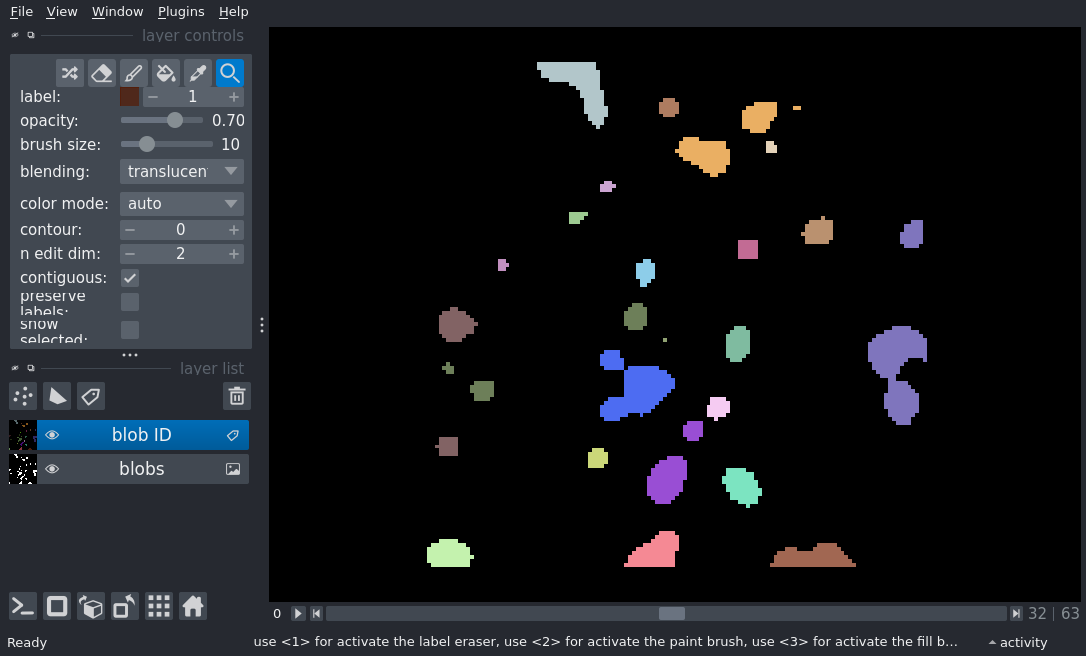 File View Window Plugins Help
layer controls
label: 1
opacity: 0.70
brush size: 10
blending: translucen
color mode: auto
contour: 0
n edit dim: 2
contiguous:
preserve
labels:
show
selected:
layer list
blob ID
blobs
0 32 | 63
Ready use <1> for activate the label eraser, use <2> for activate the paint brush, use <3> for activate the fill b... activity